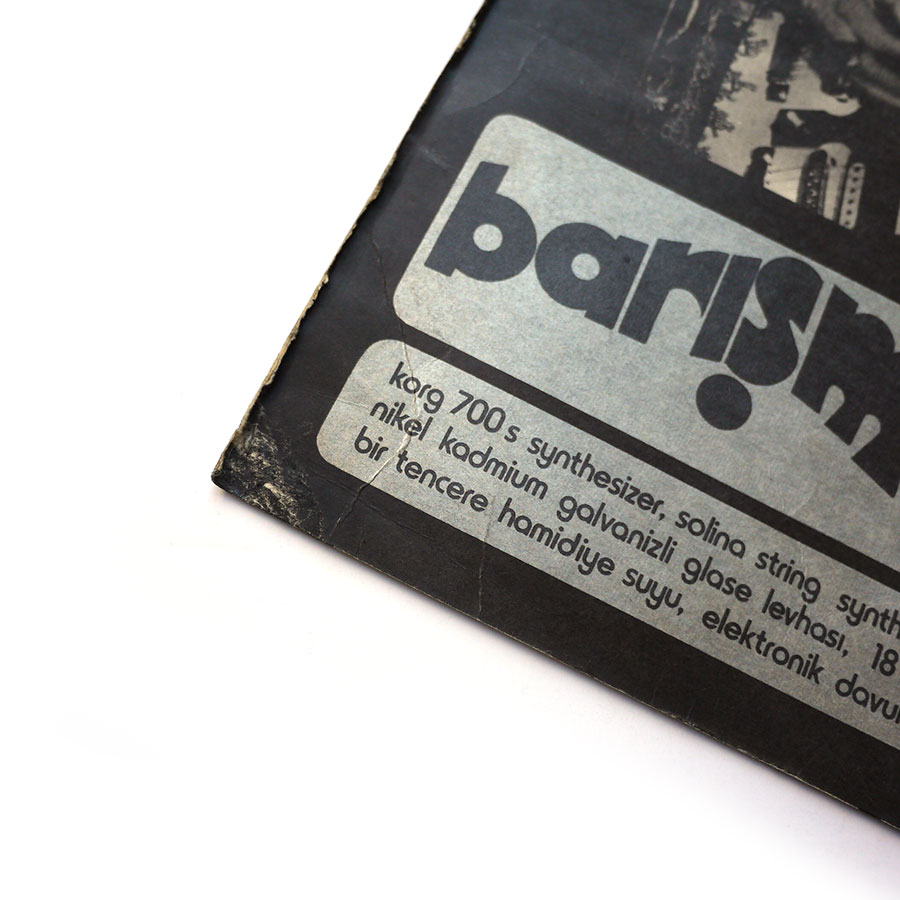 barışm
korg 700 s synthesizer, solina string synth
nikel kadmium galvanizli glase levhası, 18
bir tencere hamidiye suyu, elektronik davu